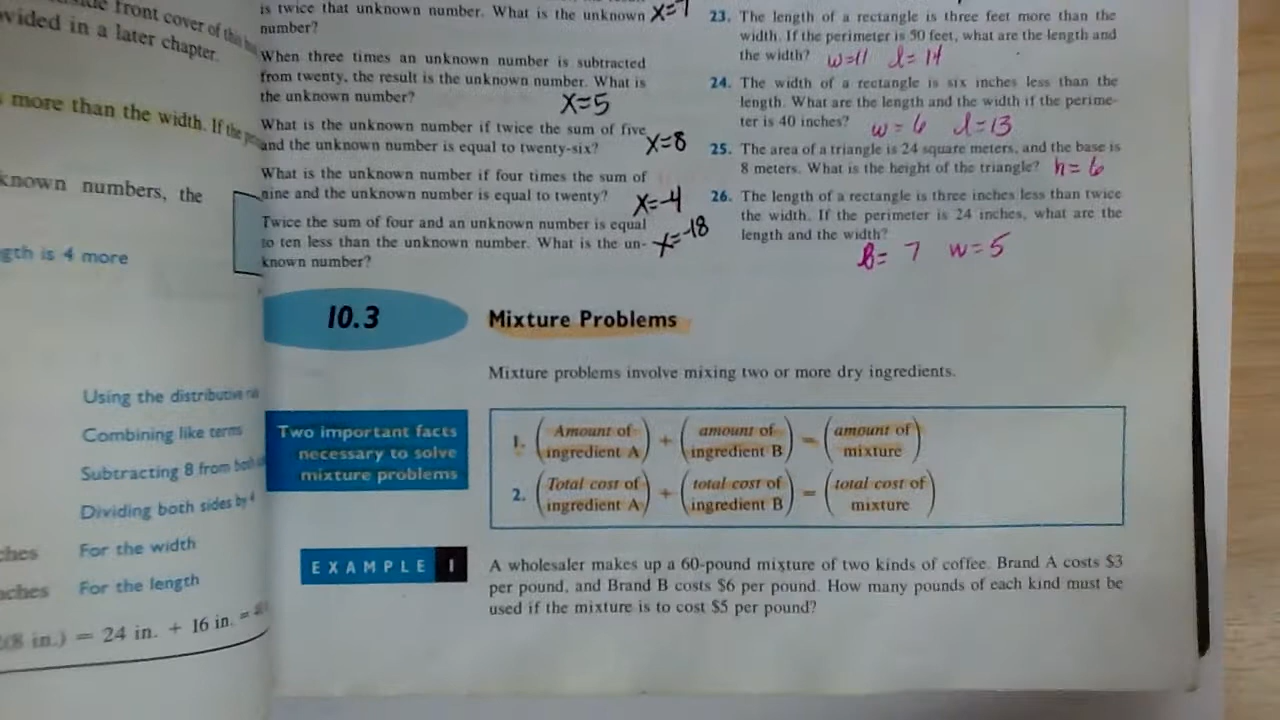 front cover of this
vided in a later chapter.
more than the width. If the
known numbers, the
gth is 4 more
Using the distributive
Combining like terms
Subtracting 8 from both
Dividing both sides by 4
ches For the width
aches For the length
(8 in.) = 24 in. + 16 in. =
is twice that unknown number. What is the unknown
number?
When three times an unknown number is subtracted
from twenty, the result is the unknown number. What is
the unknown number?
x=5
What is the unknown number if twice the sum of five
and the unknown number is equal to twenty-six?
x=8
What is the unknown number if four times the sum of
nine and the unknown number is equal to twenty?
x=-4
Twice the sum of four and an unknown number is equal
to ten less than the unknown number. What is the un-
known number?
x=-18
23. The length of a rectangle is three feet more than the
width. If the perimeter is 50 feet, what are the length and
the width? w=11 l=14
24. The width of a rectangle is six inches less than the
length. What are the length and the width if the perime-
ter is 40 inches? w=6 l=13
25. The area of a triangle is 24 square meters, and the base is
8 meters. What is the height of the triangle? h=6
26. The length of a rectangle is three inches less than twice
the width. If the perimeter is 24 inches, what are the
length and the width?
= 7 w=5
10.3 Mixture Problems
Mixture problems involve mixing two or more dry ingredients.
Two important facts
necessary to solve
mixture problems
1. (Amount of ingredient A) + (amount of ingredient B) = (amount of mixture)
2. (Total cost of ingredient A) + (total cost of ingredient B) = (total cost of mixture)
EXAMPLE 1
A wholesaler makes up a 60-pound mixture of two kinds of coffee. Brand A costs $3
per pound, and Brand B costs $6 per pound. How many pounds of each kind must be
used if the mixture is to cost $5 per pound?